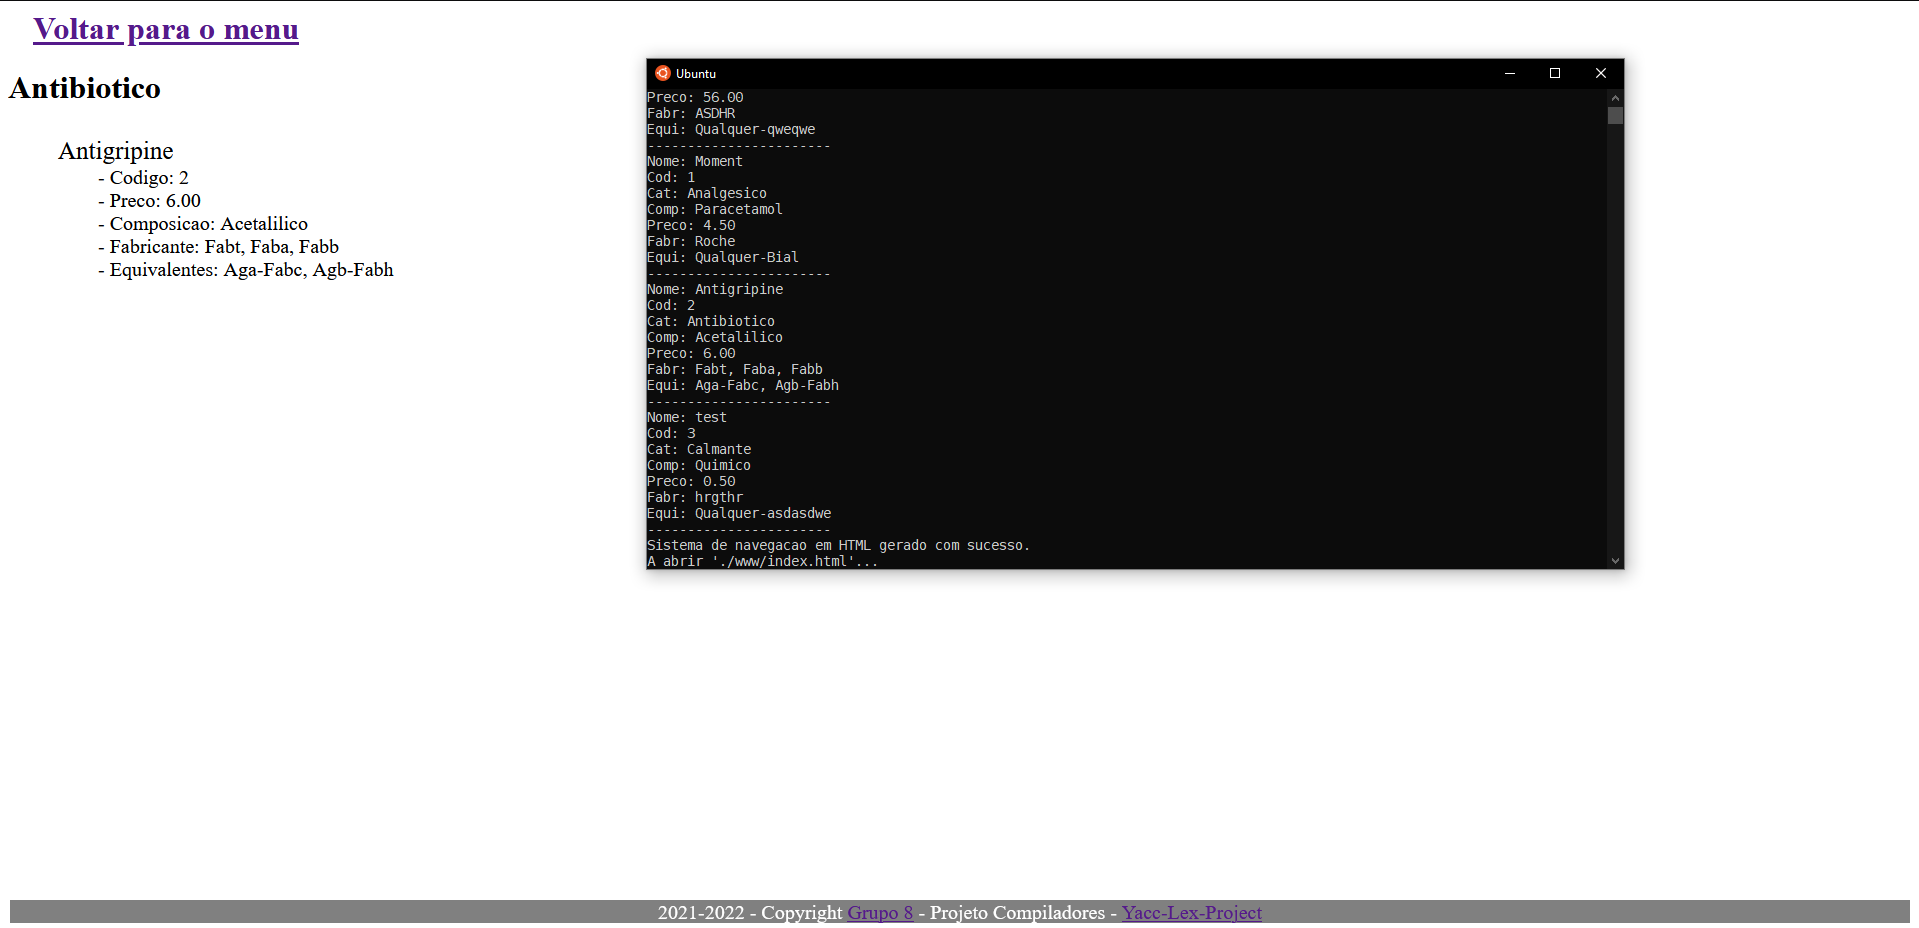 Voltar para o menu
Antibiotico
Antigripine
- Codigo: 2
- Preco: 6.00
- Composicao: Acetalilico
- Fabricante: Fabt, Faba, Fabb
- Equivalentes: Aga-Fabc, Agb-Fabh
Ubuntu
Preco: 56.00
Fabr: ASDHR
Equi: Qualquer-qweqwe
-----------------------
Nome: Moment
Cod: 1
Cat: Analgesico
Comp: Paracetamol
Preco: 4.50
Fabr: Roche
Equi: Qualquer-Bial
-----------------------
Nome: Antigripine
Cod: 2
Cat: Antibiotico
Comp: Acetalilico
Preco: 6.00
Fabr: Fabt, Faba, Fabb
Equi: Aga-Fabc, Agb-Fabh
-----------------------
Nome: test
Cod: 3
Cat: Calmante
Comp: Quimico
Preco: 0.50
Fabr: hrgthr
Equi: Qualquer-asdasdwe
-----------------------
Sistema de navegacao em HTML gerado com sucesso.
A abrir './www/index.html'...
2021-2022 - Copyright Grupo 8 - Projeto Compiladores - Yacc-Lex-Project